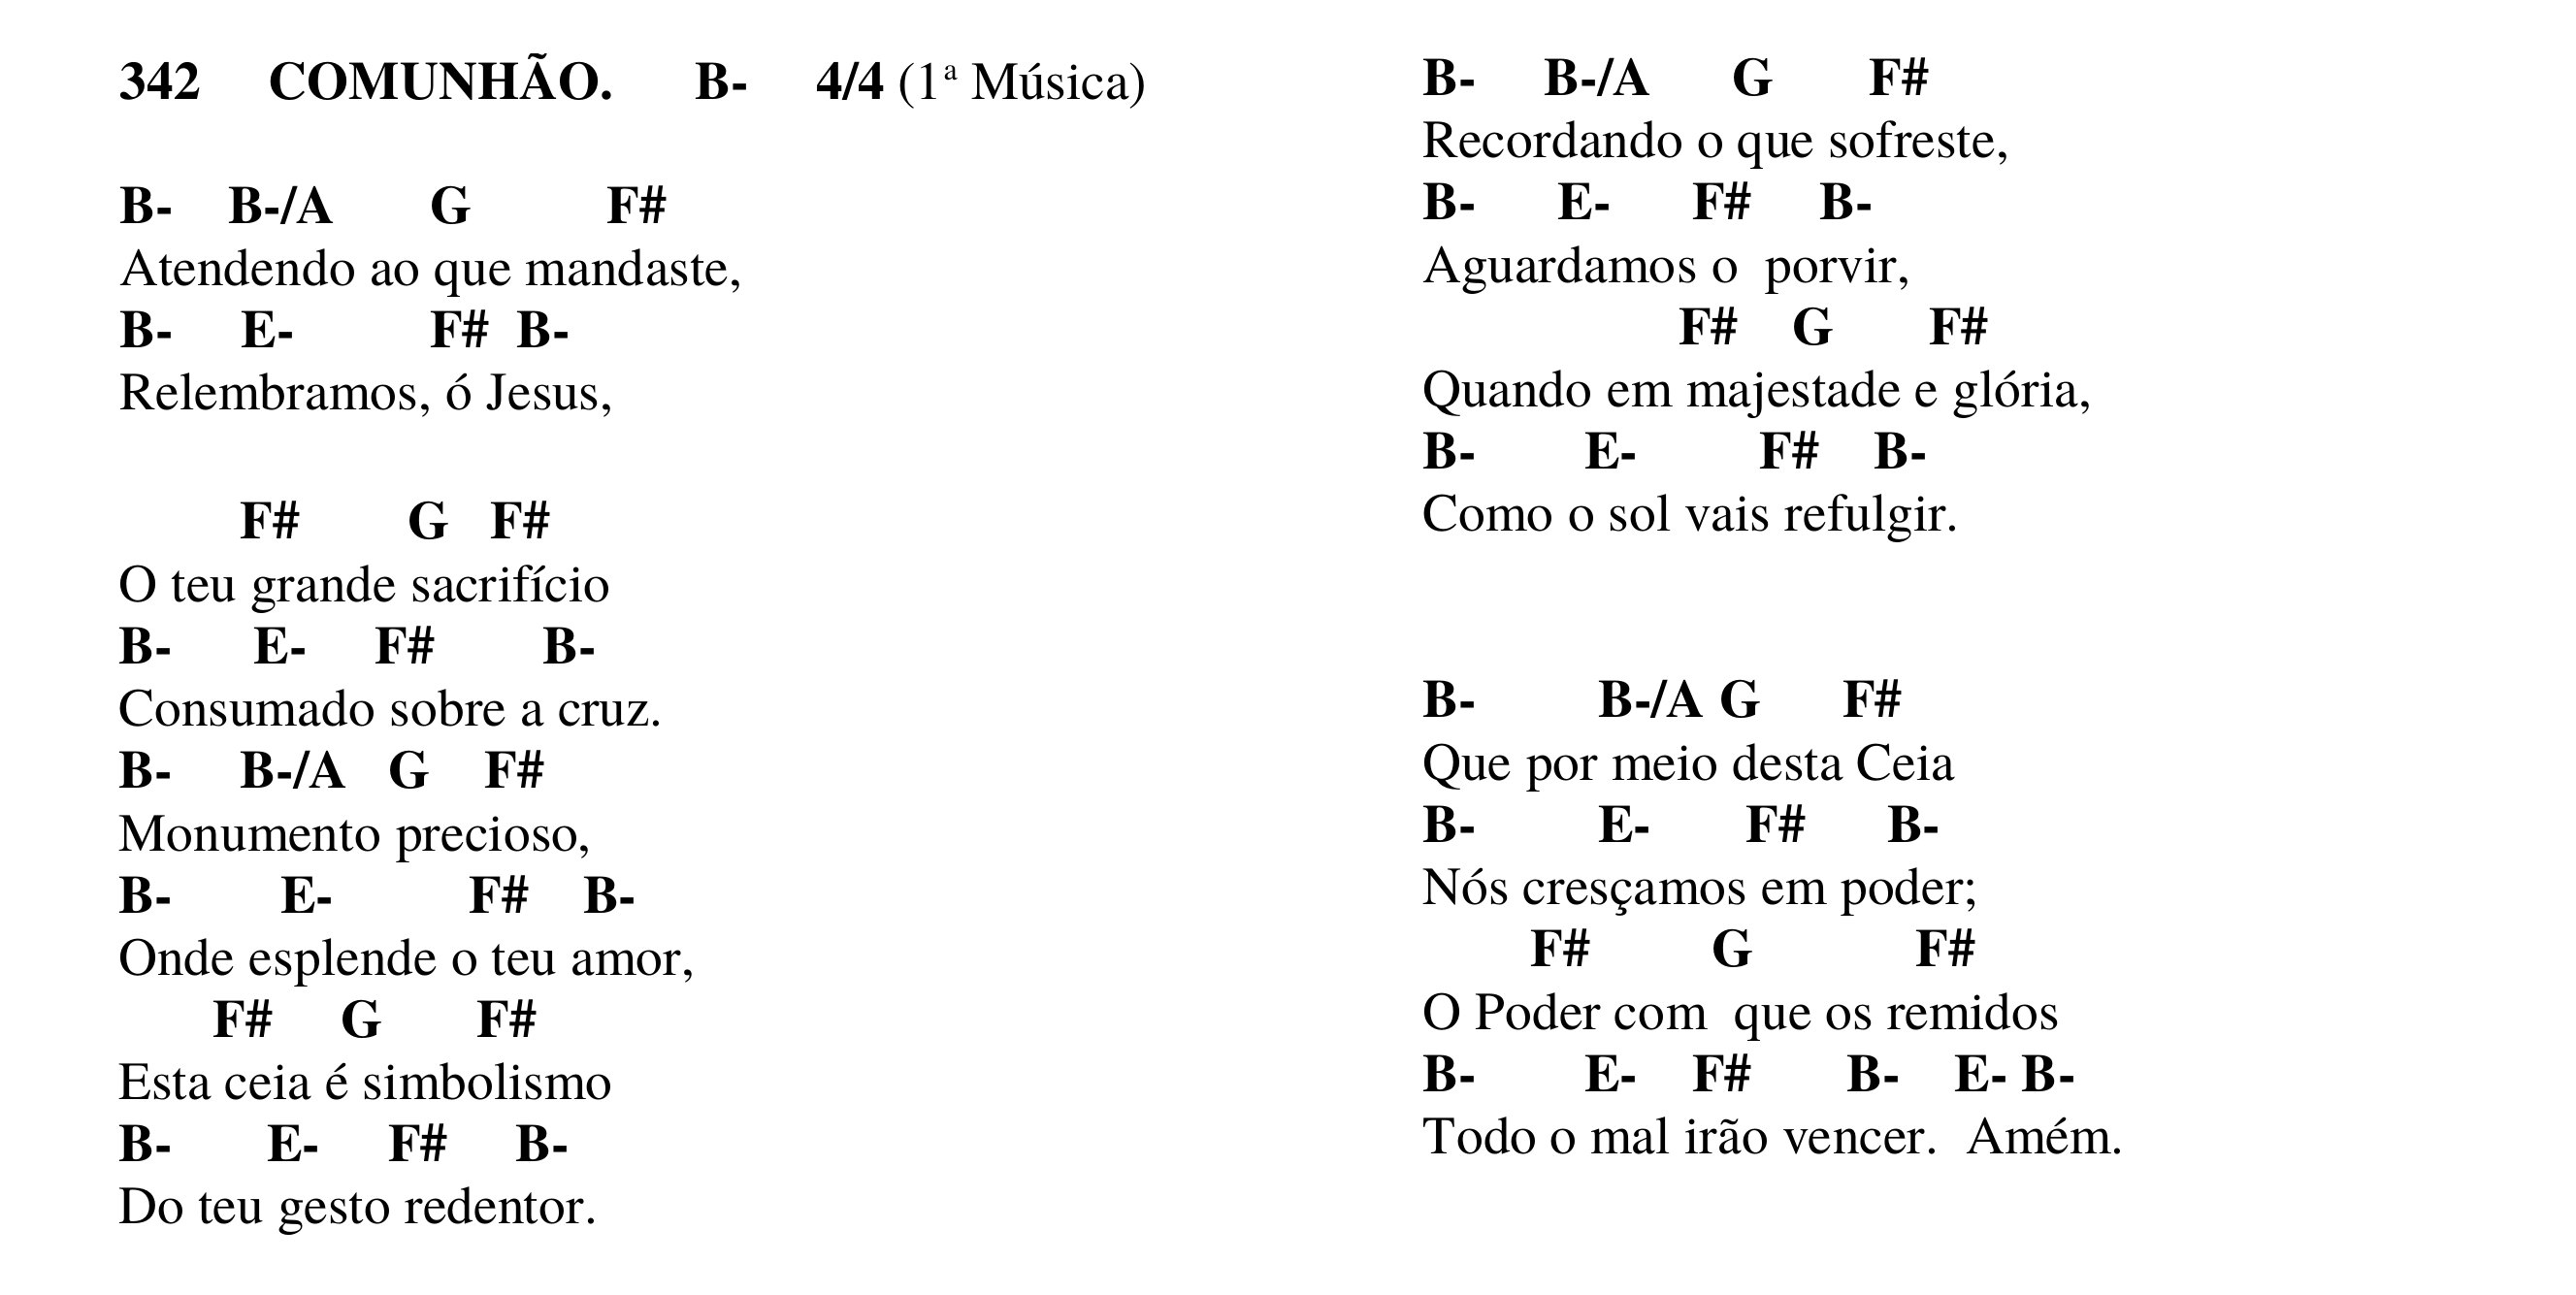 342 COMUNHÃO. B- 4/4 (1ª Música)
B- B-/A G F#
Atendendo ao que mandaste,
B- E- F# B-
Relembramos, ó Jesus,
F# G F#
O teu grande sacrifício
B- E- F# B-
Consumado sobre a cruz.
B- B-/A G F#
Monumento precioso,
B- E- F# B-
Onde esplende o teu amor,
F# G F#
Esta ceia é simbolismo
B- E- F# B-
Do teu gesto redentor.
B- B-/A G F#
Recordando o que sofreste,
B- E- F# B-
Aguardamos o porvir,
F# G F#
Quando em majestade e glória,
B- E- F# B-
Como o sol vais refulgir.
B- B-/A G F#
Que por meio desta Ceia
B- E- F# B-
Nós cresçamos em poder;
F# G F#
O Poder com que os remidos
B- E- F# B- E- B-
Todo o mal irão vencer. Amém.